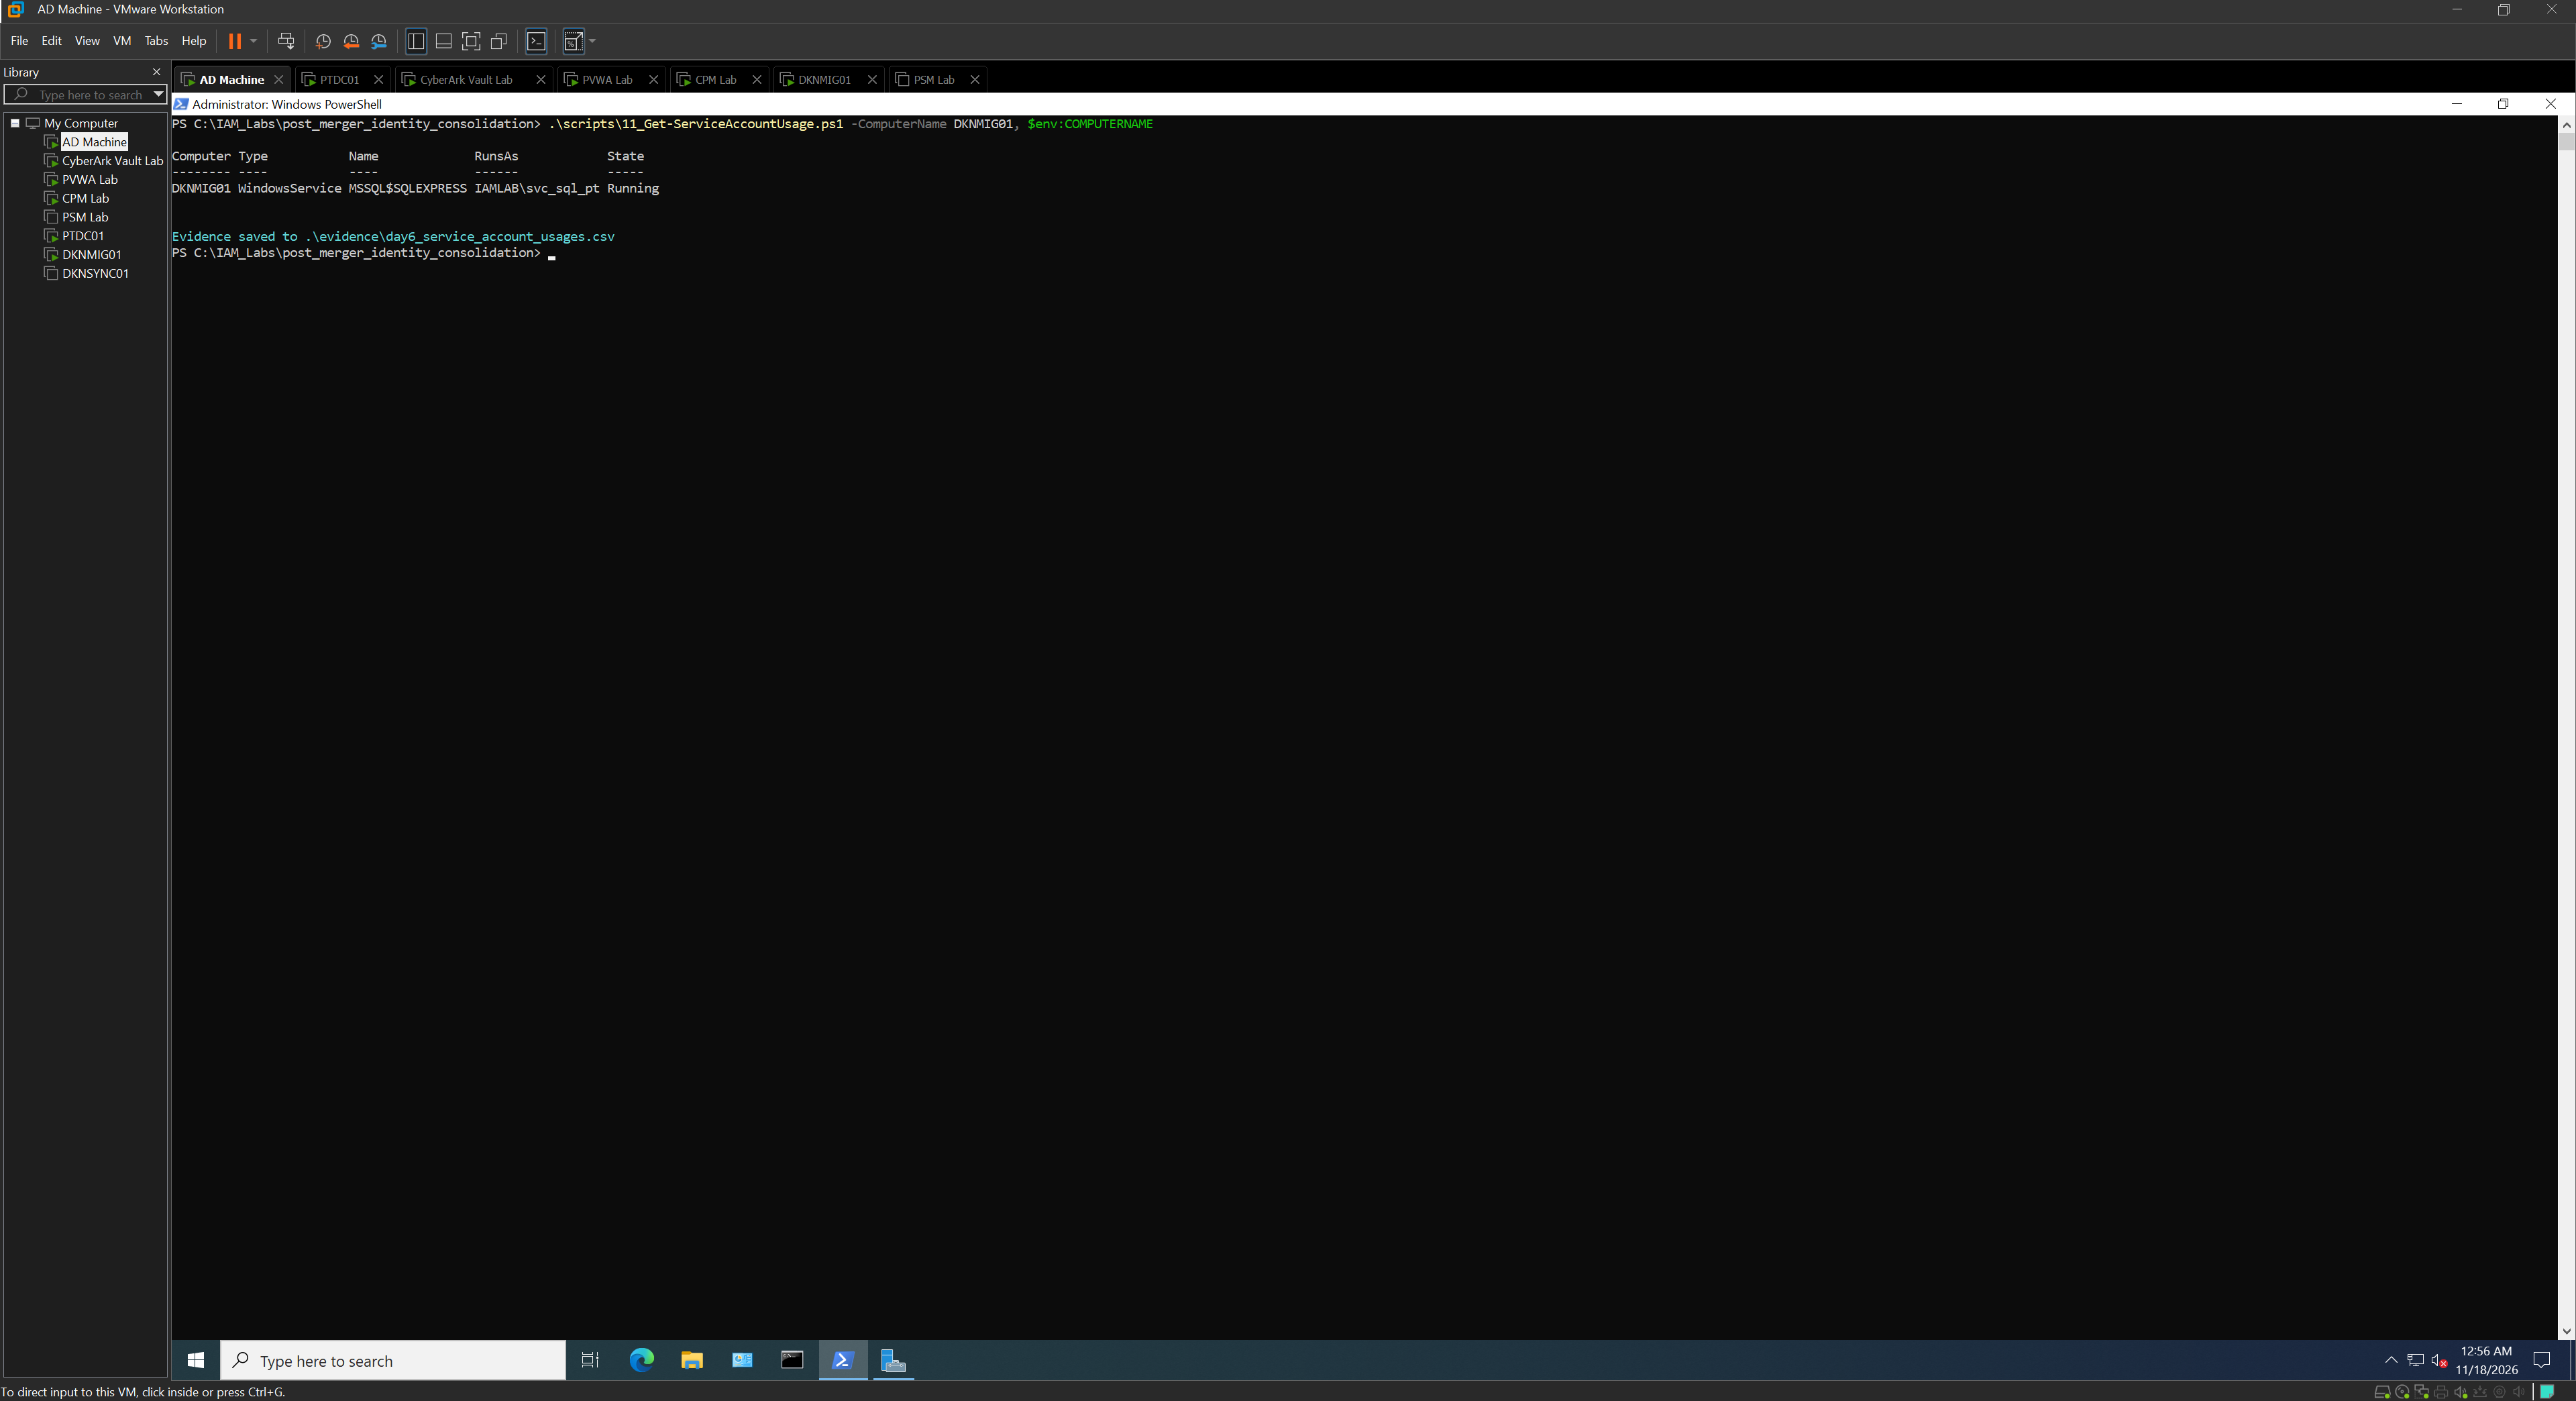 AD Machine - VMware Workstation
File Edit View VM Tabs Help
Library
Type here to search
My Computer
AD Machine
CyberArk Vault Lab
PVWA Lab
CPM Lab
PSM Lab
PTDC01
DKNMIG01
DKNSYNC01
AD Machine PTDC01 CyberArk Vault Lab PVWA Lab CPM Lab DKNMIG01 PSM Lab
Administrator: Windows PowerShell
PS C:\IAM_Labs\post_merger_identity_consolidation> .\scripts\11_Get-ServiceAccountUsage.ps1 -ComputerName DKNMIG01, $env:COMPUTERNAME
Computer Type Name RunsAs State
-------- ---- ---- ------ -----
DKNMIG01 WindowsService MSSQL$SQLEXPRESS IAMLAB\svc_sql_pt Running
Evidence saved to .\evidence\day6_service_account_usages.csv
PS C:\IAM_Labs\post_merger_identity_consolidation>
Type here to search
12:56 AM
11/18/2026
To direct input to this VM, click inside or press Ctrl+G.